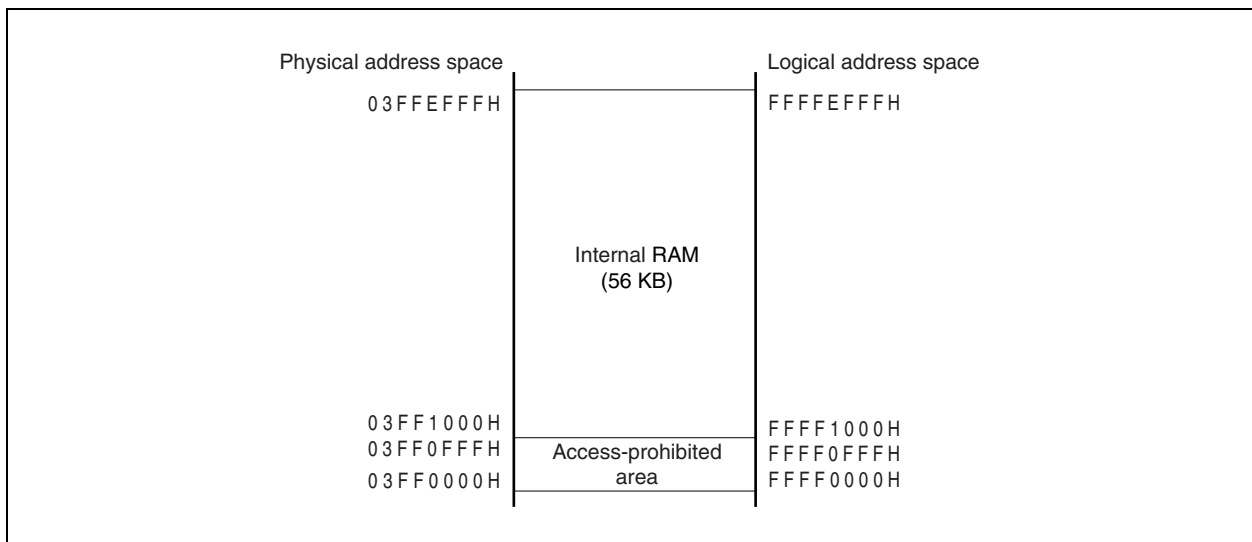 Physical address space
Logical address space
03FFEFFFH
FFFFEFFFH
Internal RAM
(56 KB)
03FF1000H
FFFF1000H
03FF0FFFH
Access-prohibited
area
FFFF0FFFH
03FF0000H
FFFF0000H